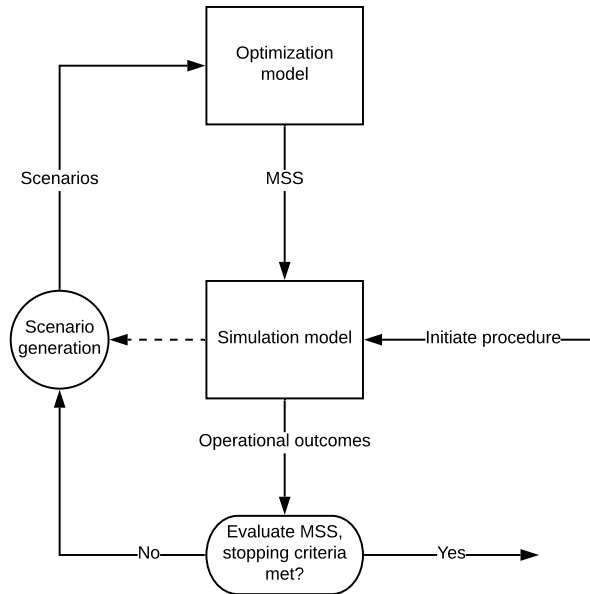 Optimization
model
Scenarios
MSS
Scenario
generation
Simulation model
Initiate procedure
Operational outcomes
Evaluate MSS,
stopping criteria
met?
No
Yes